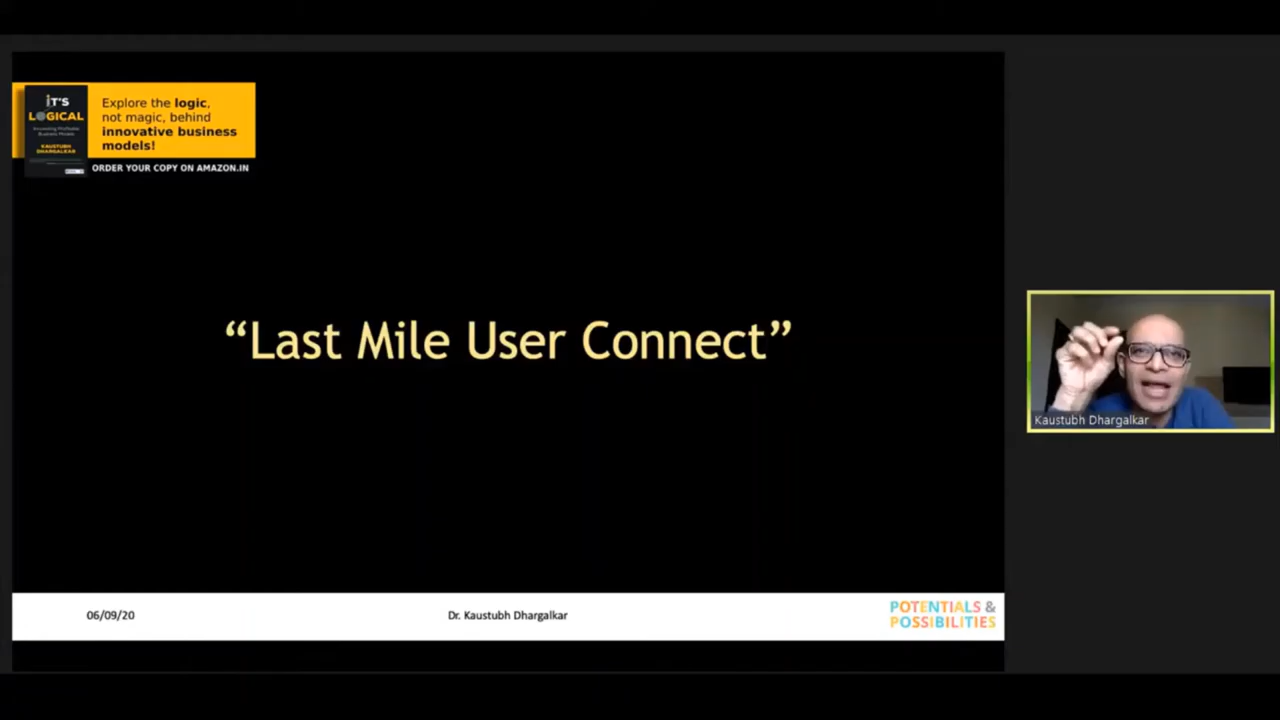 iT'S
LOGICAL
KAUSTUBH
DHARGALKAR
Explore the logic,
not magic, behind
innovative business
models!
ORDER YOUR COPY ON AMAZON.IN
“Last Mile User Connect”
Kaustubh Dhargalkar
06/09/20
Dr. Kaustubh Dhargalkar
POTENTIALS &
POSSIBILITIES